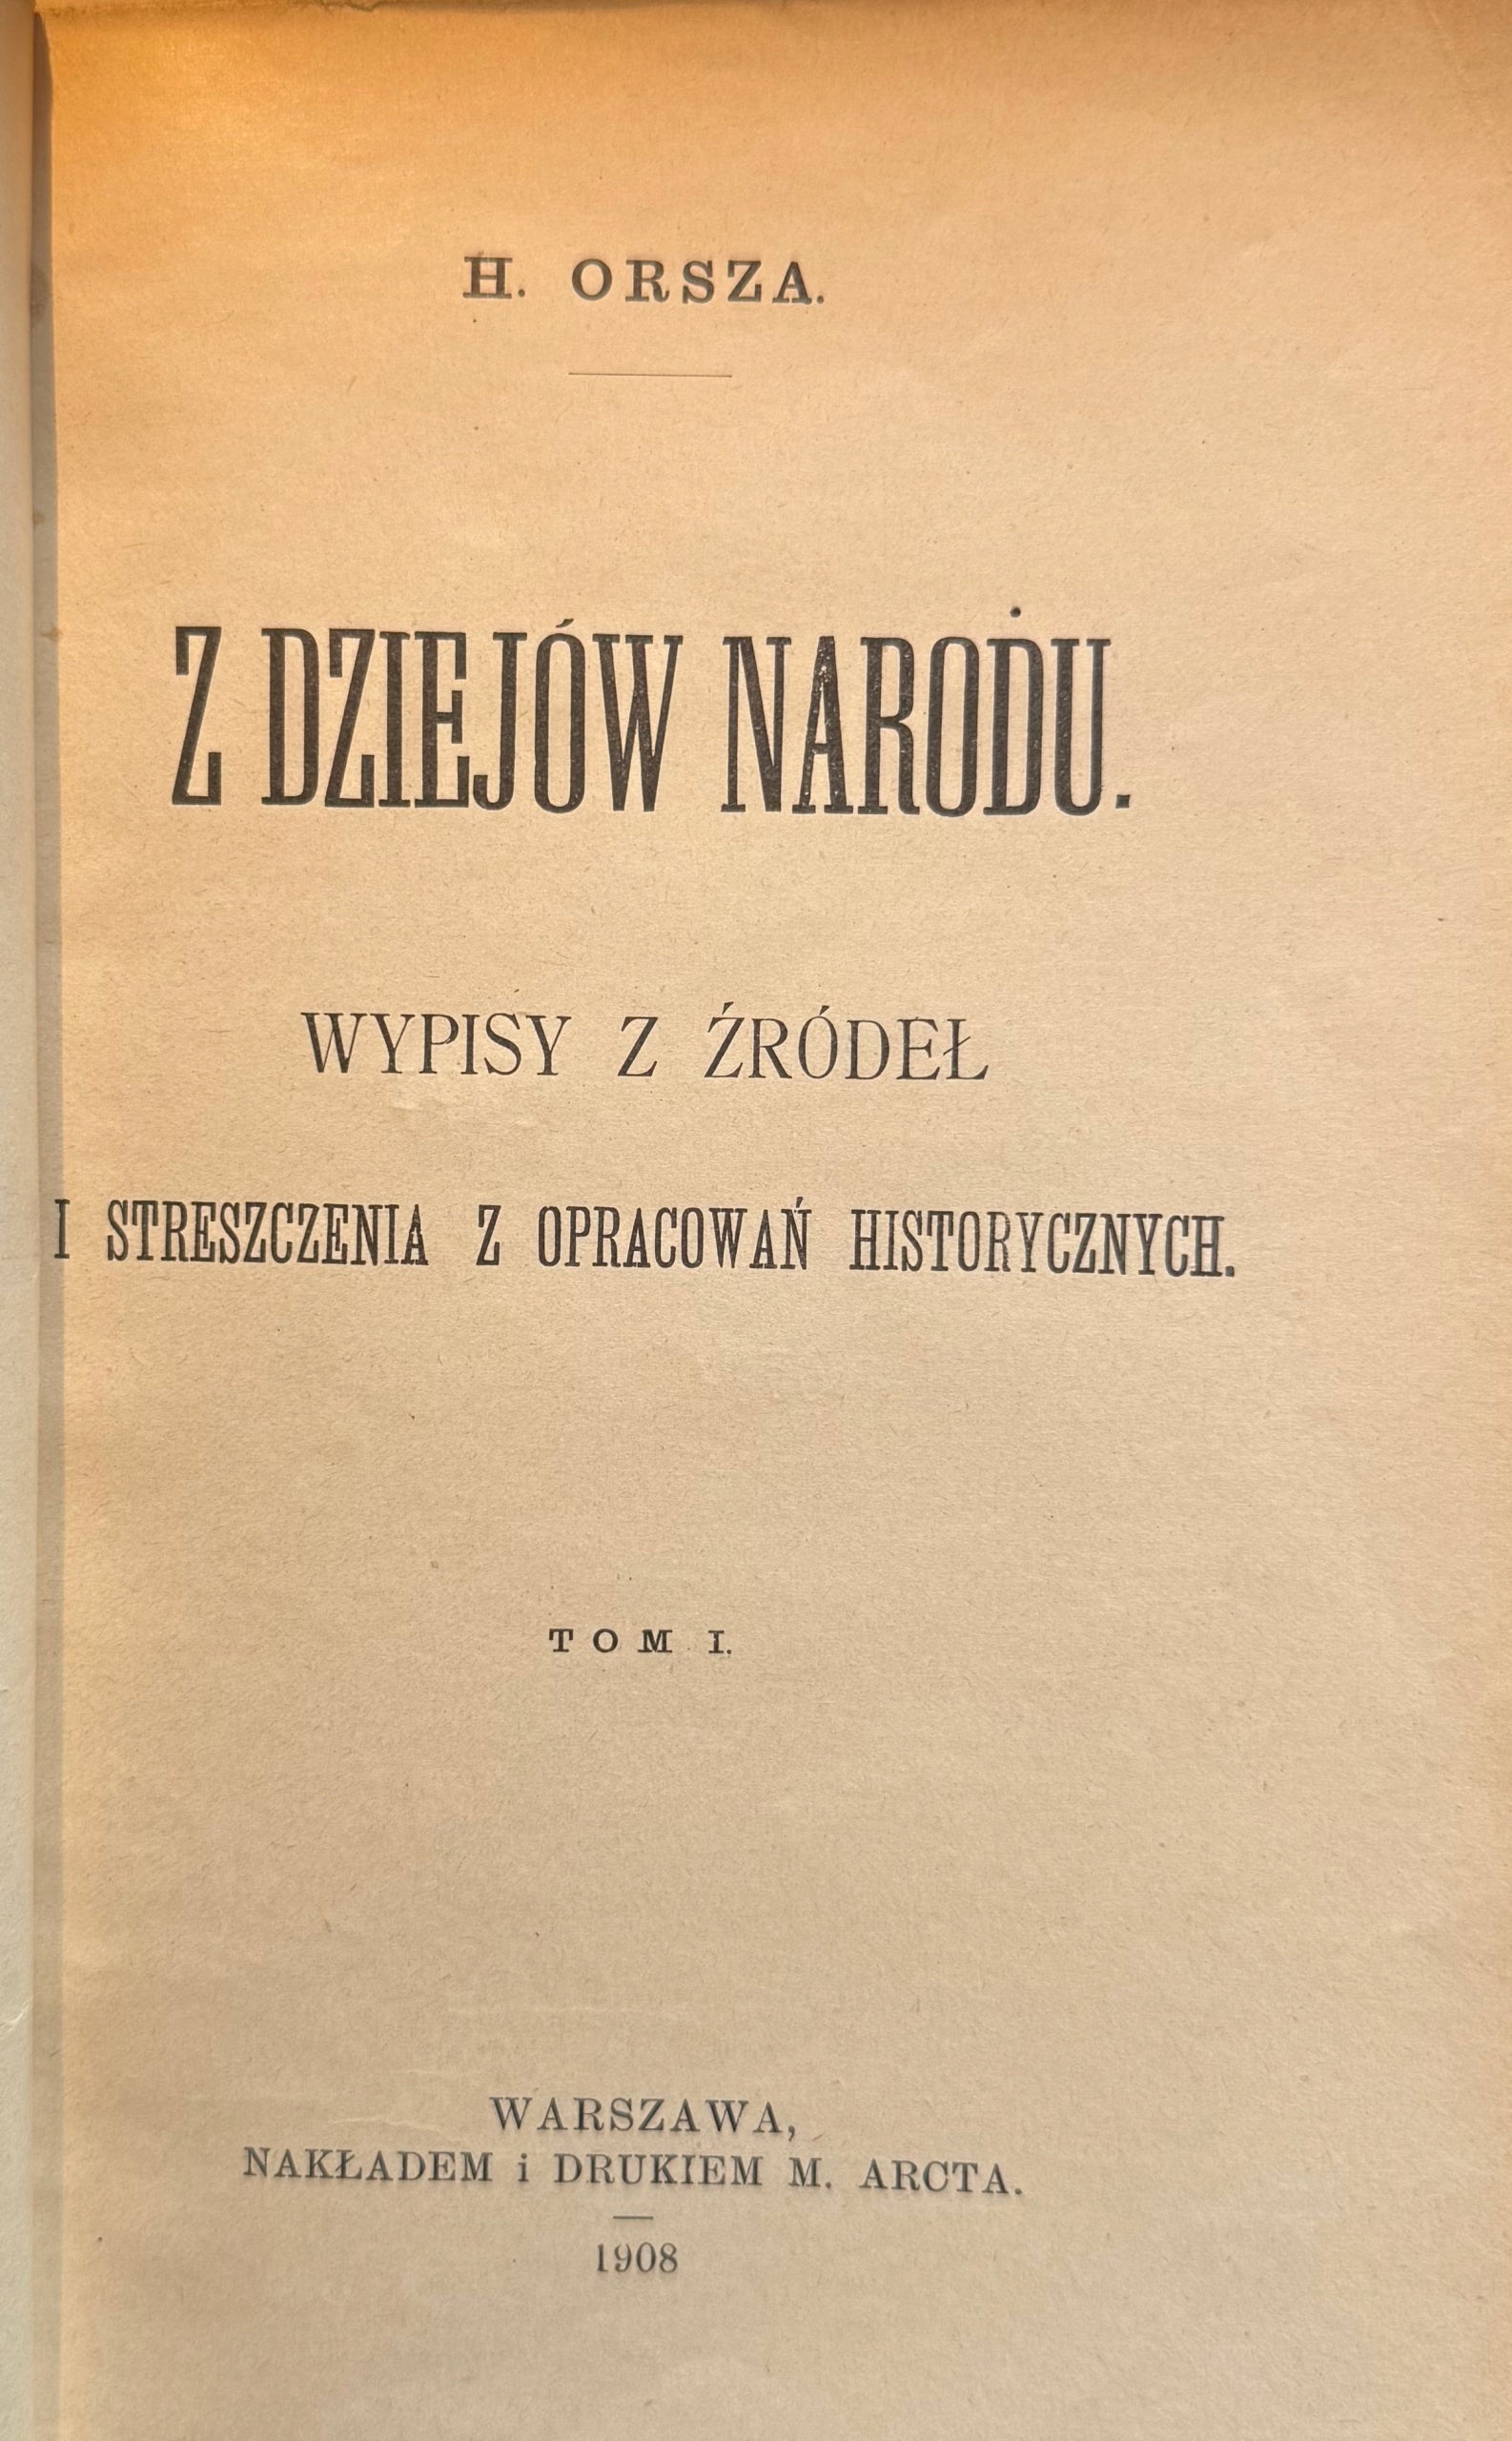 H. ORSZA.
Z DZIEJÓW NARODU.
WYPISY Z ŹRÓDEŁ
I STRESZCZENIA Z OPRACOWAŃ HISTORYCZNYCH.
TOM I.
WARSZAWA,
NAKŁADEM i DRUKIEM M. ARCTA.
1908